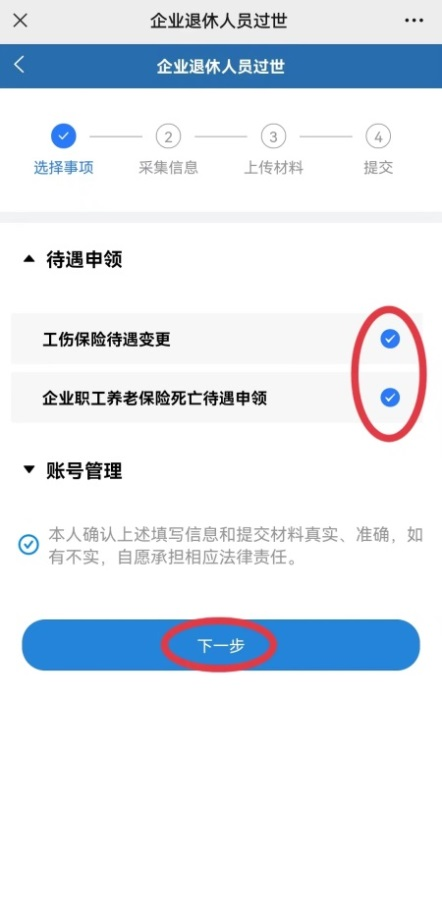 企业退休人员过世
企业退休人员过世
2
3
4
选择事项
采集信息
上传材料
提交
待遇申领
工伤保险待遇变更
企业职工养老保险死亡待遇申领
账号管理
本人确认上述填写信息和提交材料真实、准确，如
有不实，自愿承担相应法律责任。
下一步